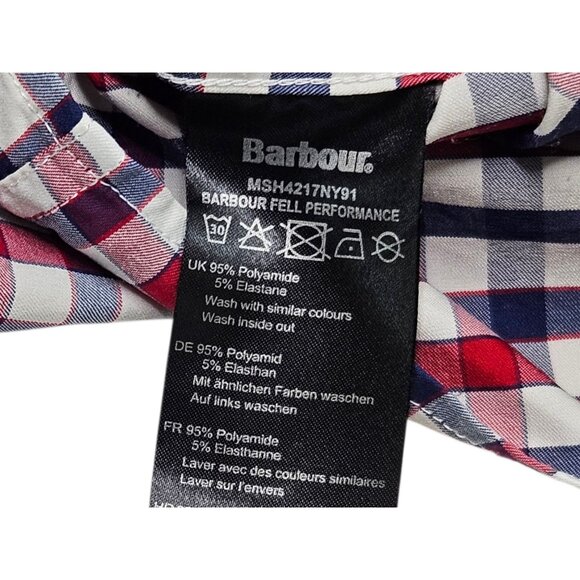 Barbour®
MSH4217NY91
BARBOUR FELL PERFORMANCE
30
UK 95% Polyamide
5% Elastane
Wash with similar colours
Wash inside out
DE 95% Polyamid
5% Elasthan
Mit ähnlichen Farben waschen
Auf links waschen
FR 95% Polyamide
5% Elasthanne
Laver avec des couleurs similaires
Laver sur l'envers